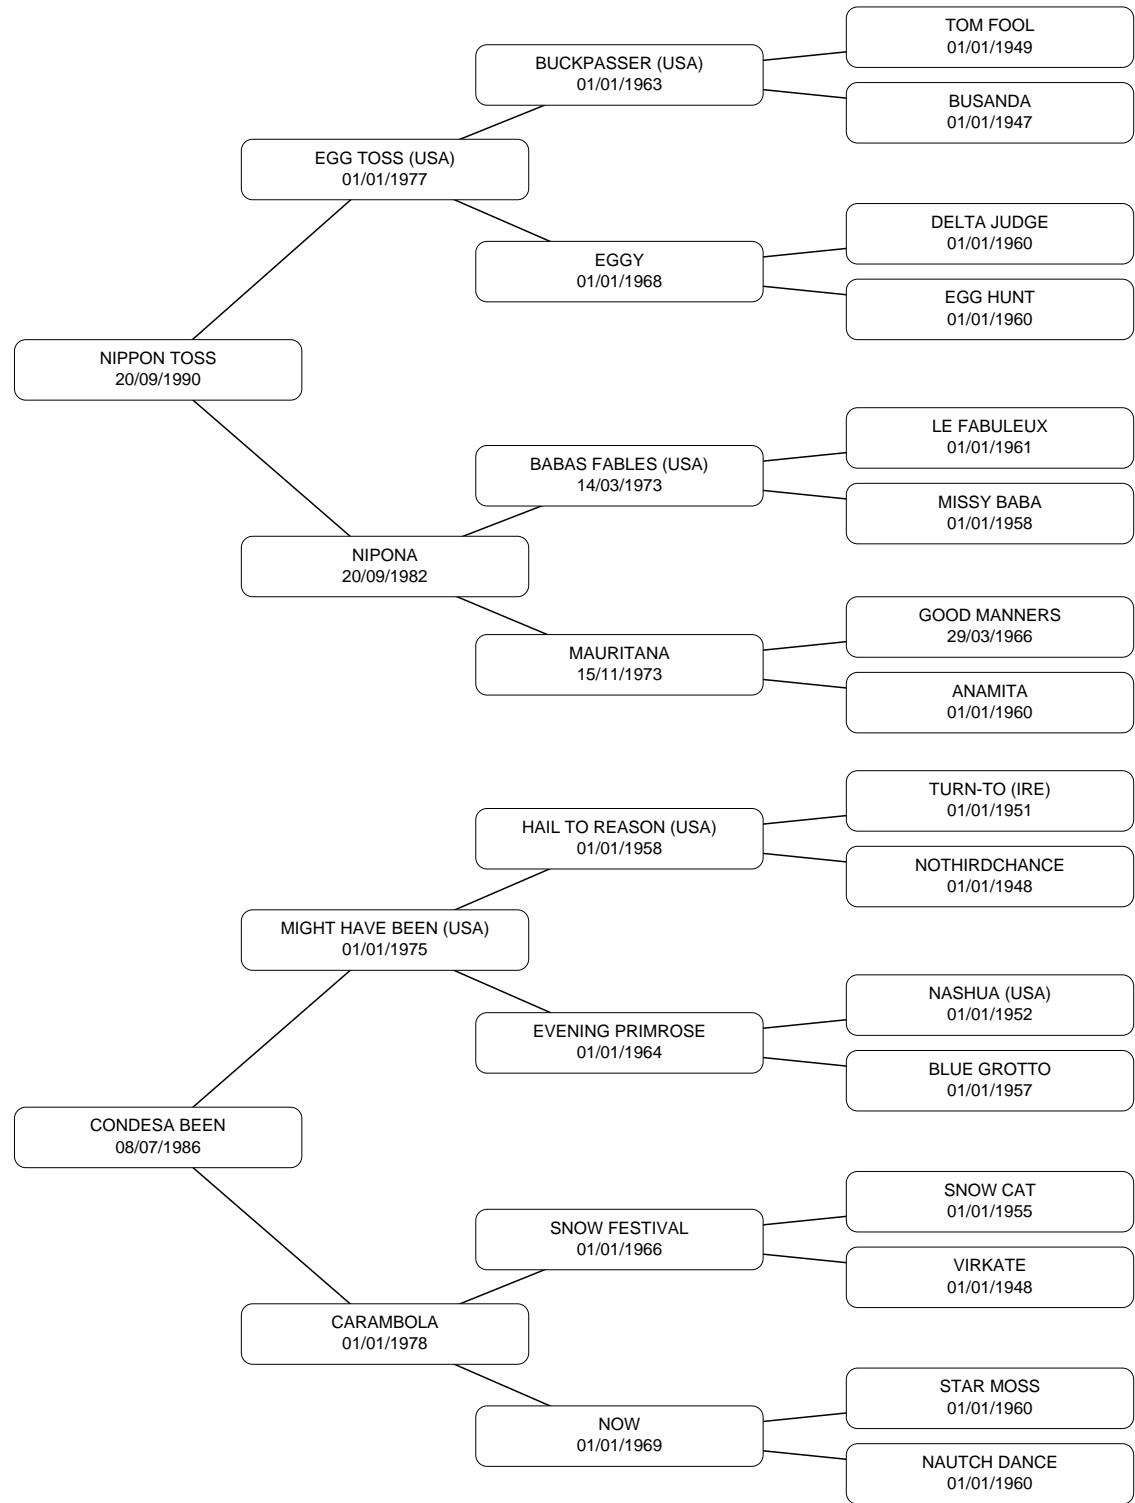 TOM FOOL
01/01/1949
BUCKPASSER (USA)
01/01/1963
BUSANDA
01/01/1947
EGG TOSS (USA)
01/01/1977
DELTA JUDGE
01/01/1960
EGGY
01/01/1968
EGG HUNT
01/01/1960
NIPPON TOSS
20/09/1990
LE FABULEUX
01/01/1961
BABAS FABLES (USA)
14/03/1973
MISSY BABA
01/01/1958
NIPONA
20/09/1982
GOOD MANNERS
29/03/1966
MAURITANA
15/11/1973
ANAMITA
01/01/1960
TURN-TO (IRE)
01/01/1951
HAIL TO REASON (USA)
01/01/1958
NOTHIRDCHANCE
01/01/1948
MIGHT HAVE BEEN (USA)
01/01/1975
NASHUA (USA)
01/01/1952
EVENING PRIMROSE
01/01/1964
BLUE GROTTO
01/01/1957
CONDESA BEEN
08/07/1986
SNOW CAT
01/01/1955
SNOW FESTIVAL
01/01/1966
VIRKATE
01/01/1948
CARAMBOLA
01/01/1978
STAR MOSS
01/01/1960
NOW
01/01/1969
NAUTCH DANCE
01/01/1960